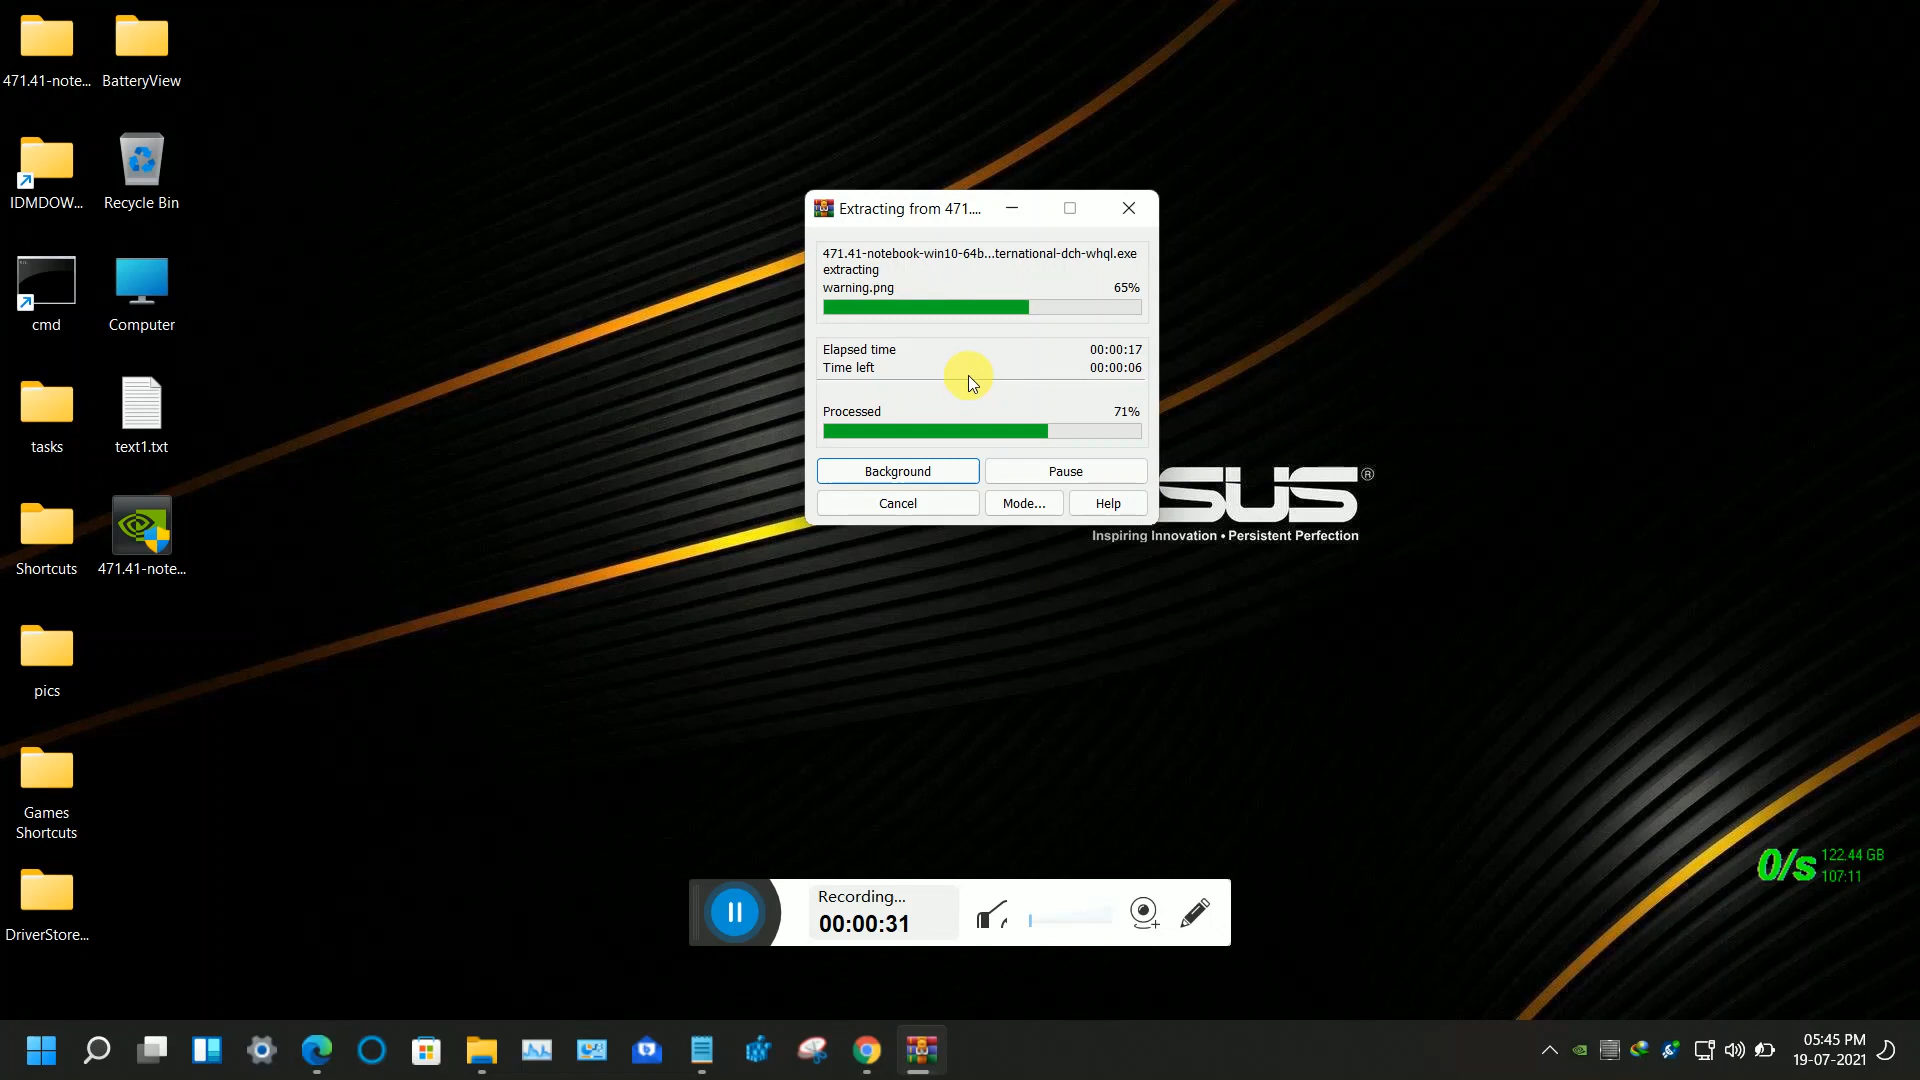 471.41-note...
BatteryView
IDMDOW...
Recycle Bin
cmd
Computer
tasks
text1.txt
Shortcuts
471.41-note...
pics
Games
Shortcuts
DriverStore...
Extracting from 471....
471.41-notebook-win10-64b...ternational-dch-whql.exe
extracting
warning.png 65%
Elapsed time 00:00:17
Time left 00:00:06
Processed 71%
Background Pause
Cancel Mode... Help
SUS®
Inspiring Innovation • Persistent Perfection
0/s 122.44 GB
107:11
Recording...
00:00:31
05:45 PM
19-07-2021